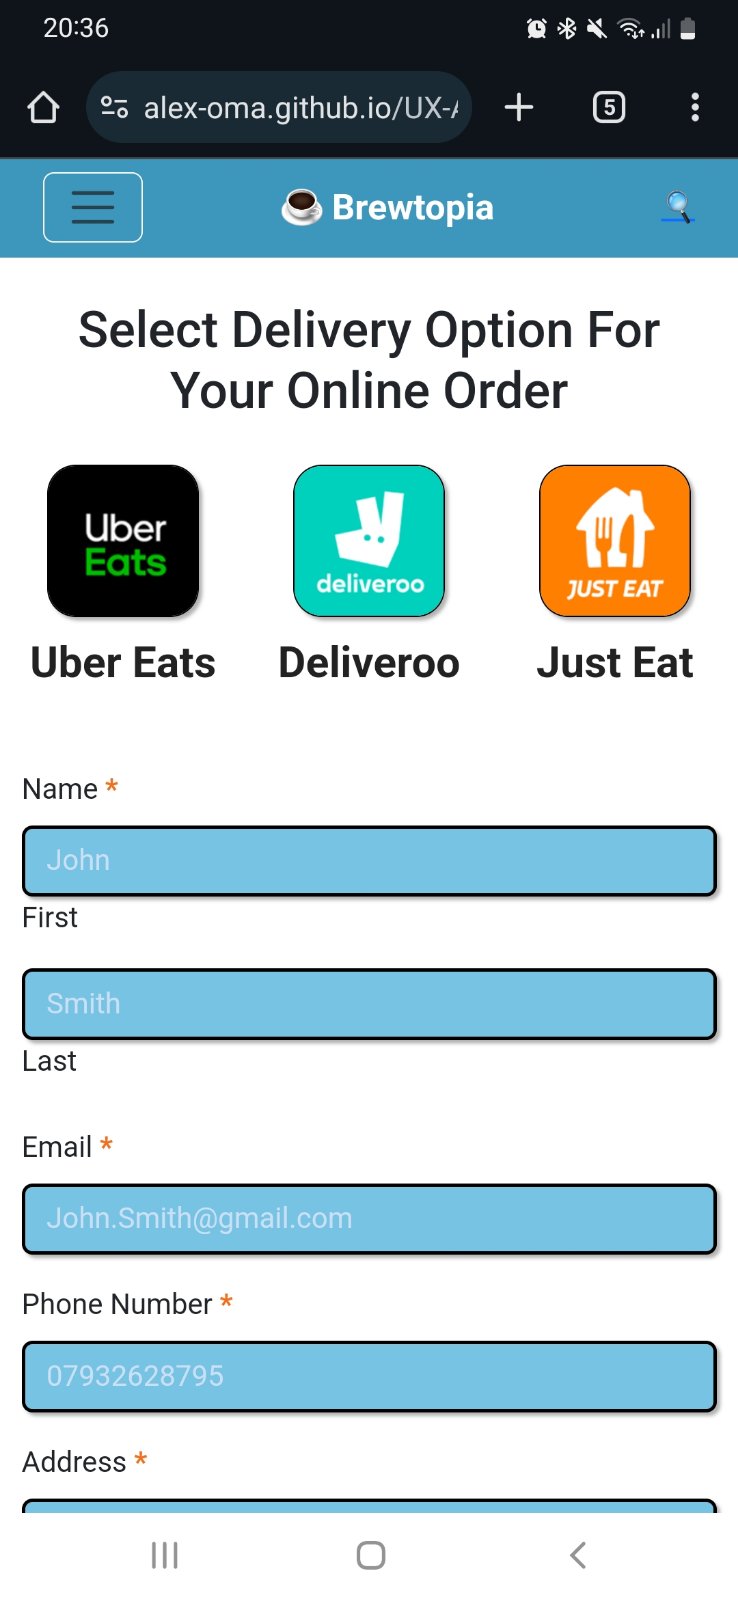 20:36
alex-oma.github.io/UX-A
5
Brewtopia
Select Delivery Option For
Your Online Order
Uber
Eats
deliveroo
JUST EAT
Uber Eats
Deliveroo
Just Eat
Name *
John
First
Smith
Last
Email *
John.Smith@gmail.com
Phone Number *
07932628795
Address *